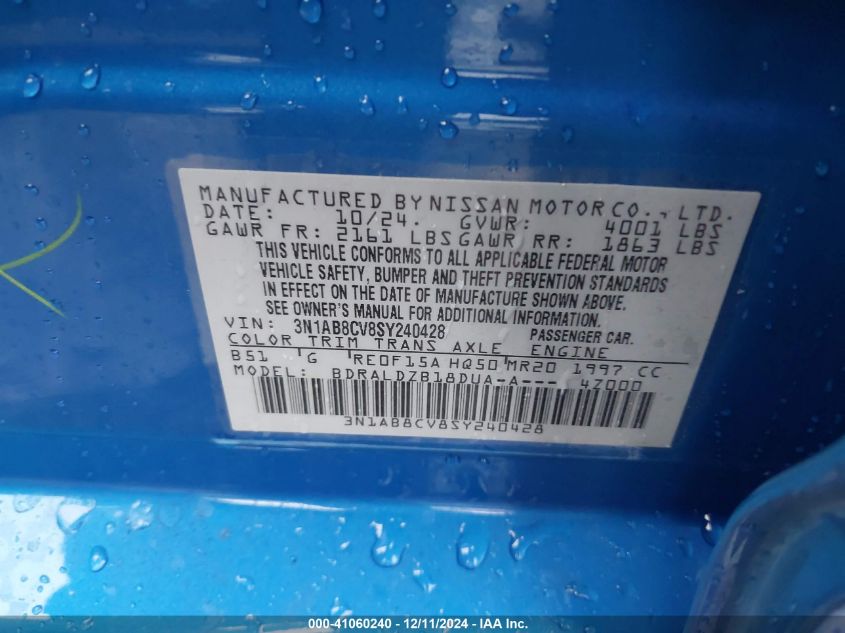 MANUFACTURED BY NISSAN MOTOR CO., LTD.
DATE: 10/24. GVWR: 4001 LBS
GAWR FR: 2161 LBS GAWR RR: 1863 LBS
THIS VEHICLE CONFORMS TO ALL APPLICABLE FEDERAL MOTOR
VEHICLE SAFETY, BUMPER AND THEFT PREVENTION STANDARDS
IN EFFECT ON THE DATE OF MANUFACTURE SHOWN ABOVE.
SEE OWNER'S MANUAL FOR ADDITIONAL INFORMATION.
VIN: 3N1AB8CV8SY240428 PASSENGER CAR.
COLOR TRIM TRANS AXLE ENGINE
B51 G RE0F15A HQ50 MR20 1997 CC
MODEL: BDRALDZB18DUA-A--- 4Z000
3N1AB8CV8SY240428
000-41060240 - 12/11/2024 - IAA Inc.